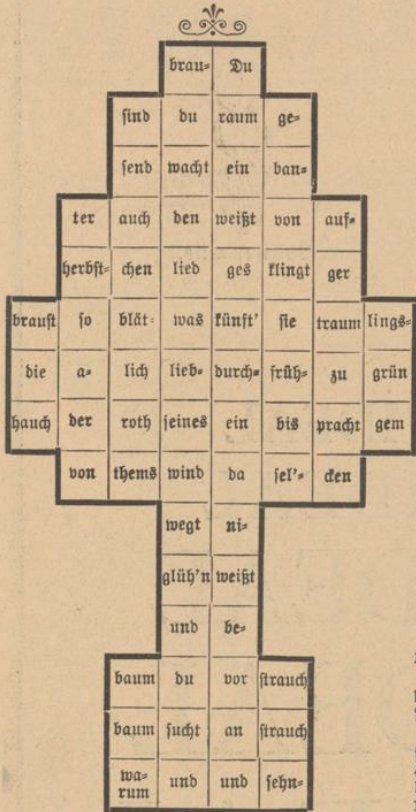 brau= Du
sind du raum ge=
send wacht ein ban=
ter auch den weißt von auf=
herbst= chen lied ges klingt ger
braust so blät= was künft' sie traum lings=
die a= lich lieb= durch= früh= zu grün
hauch der roth seines ein bis pracht gem
von thems wind da sel'= cken
wegt ni=
glüh'n weißt
und be=
baum du vor strauch
baum sucht an strauch
wa= rum und und sehn=